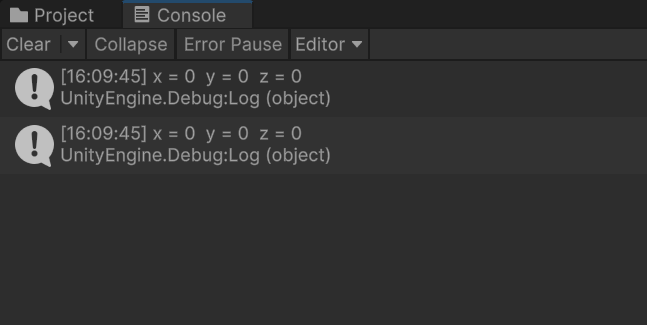 Project
Console
Clear
Collapse
Error Pause
Editor
[16:09:45] x = 0  y = 0  z = 0
UnityEngine.Debug:Log (object)
[16:09:45] x = 0  y = 0  z = 0
UnityEngine.Debug:Log (object)